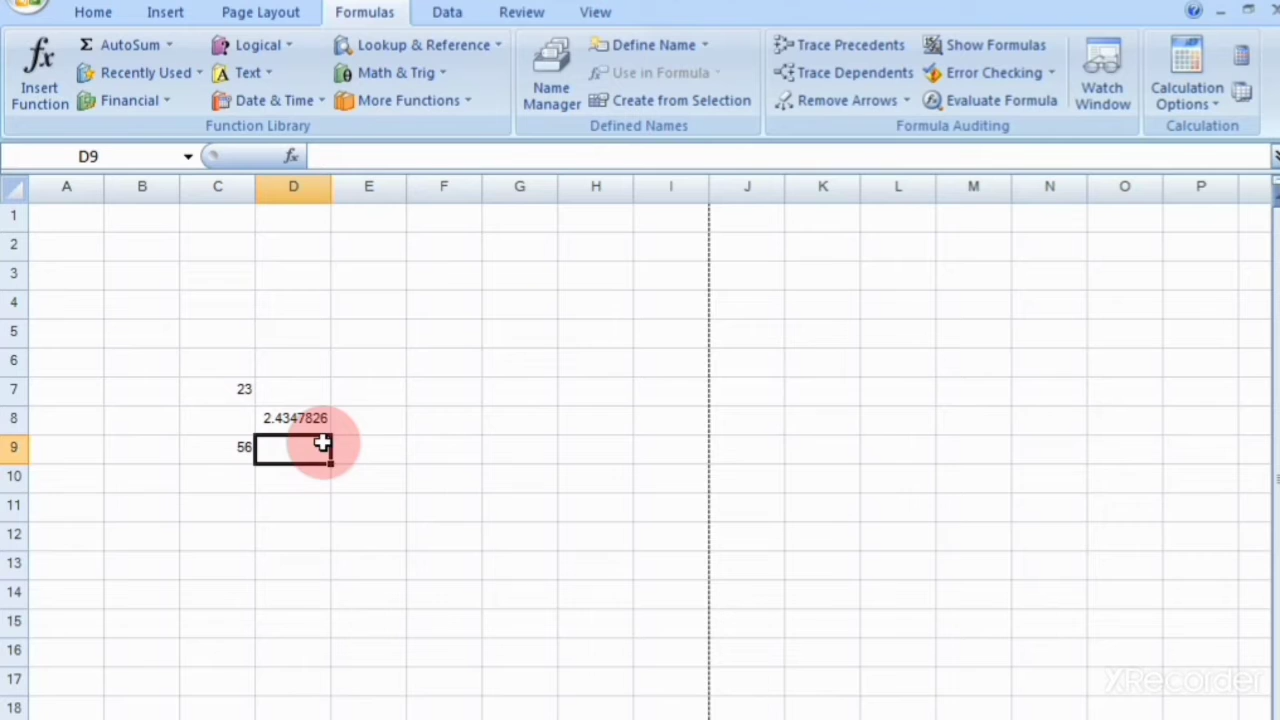 Home Insert Page Layout Formulas Data Review View
fx Insert Function
Σ AutoSum
Recently Used
Financial
Logical
Text
Date & Time
Lookup & Reference
Math & Trig
More Functions
Function Library
Name Manager
Define Name
Use in Formula
Create from Selection
Defined Names
Trace Precedents
Trace Dependents
Remove Arrows
Show Formulas
Error Checking
Evaluate Formula
Formula Auditing
Watch Window
Calculation Options
Calculation
D9 fx
A B C D E F G H I J K L M N O P
1
2
3
4
5
6
7 23
8 2.4347826
9 56
10
11
12
13
14
15
16
17
18
XRecorder